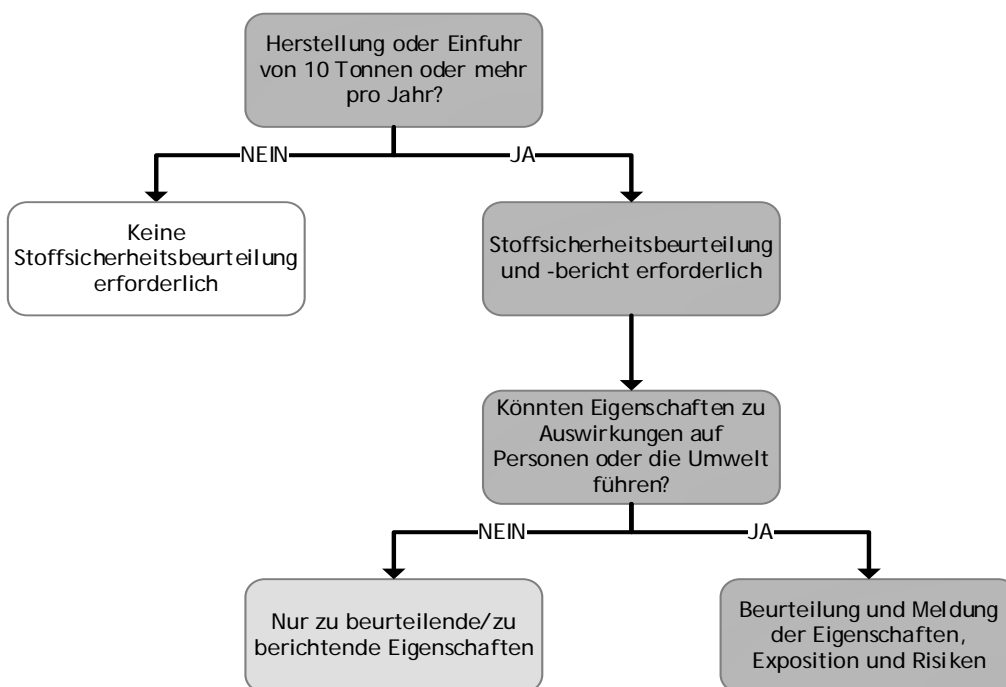 Herstellung oder Einfuhr
von 10 Tonnen oder mehr
pro Jahr?
NEIN
JA
Keine
Stoffsicherheitsbeurteilung
erforderlich
Stoffsicherheitsbeurteilung
und -bericht erforderlich
Könnten Eigenschaften zu
Auswirkungen auf
Personen oder die Umwelt
führen?
NEIN
JA
Nur zu beurteilende/zu
berichtende Eigenschaften
Beurteilung und Meldung
der Eigenschaften,
Exposition und Risiken